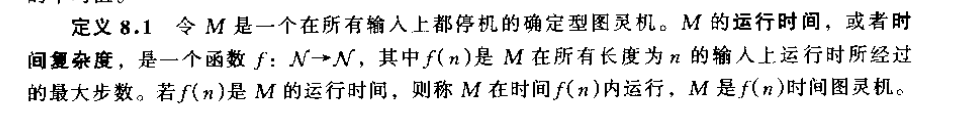 定义 8.1 令 M 是一个在所有输入上都停机的确定型图灵机。M 的运行时间，或者时
间复杂度，是一个函数 f：N→N，其中f(n)是 M 在所有长度为 n 的输入上运行时所经过
的最大步数。若f(n)是 M 的运行时间，则称 M 在时间f(n)内运行，M 是f(n)时间图灵机。